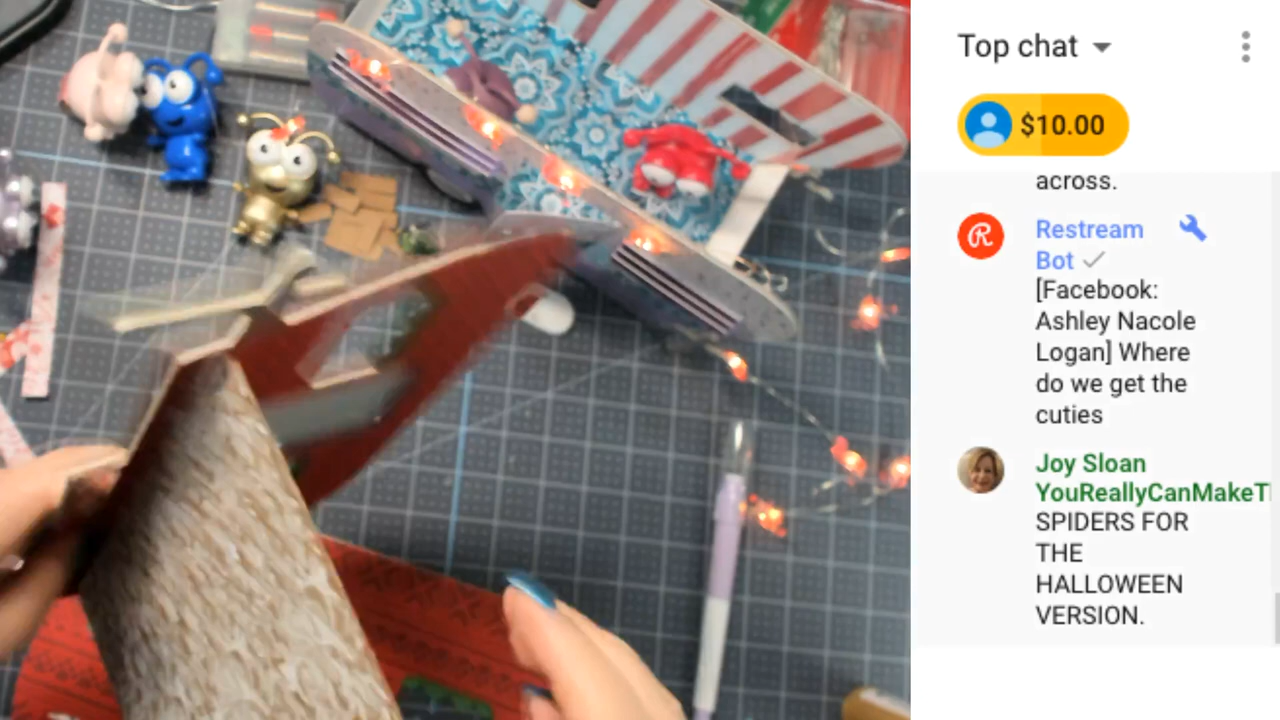 Top chat
$10.00
across.
Restream
Bot
[Facebook:
Ashley Nacole
Logan] Where
do we get the
cuties
Joy Sloan
YouReallyCanMakeT
SPIDERS FOR
THE
HALLOWEEN
VERSION.